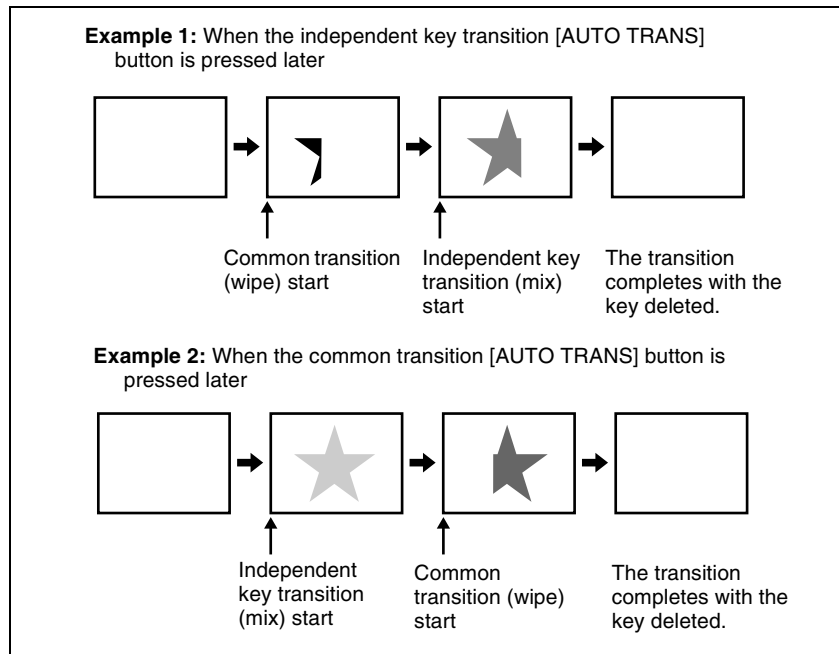 Example 1: When the independent key transition [AUTO TRANS]
button is pressed later
Common transition
(wipe) start
Independent key
transition (mix)
start
The transition
completes with the
key deleted.
Example 2: When the common transition [AUTO TRANS] button is
pressed later
Independent
key transition
(mix) start
Common
transition (wipe)
start
The transition
completes with the
key deleted.